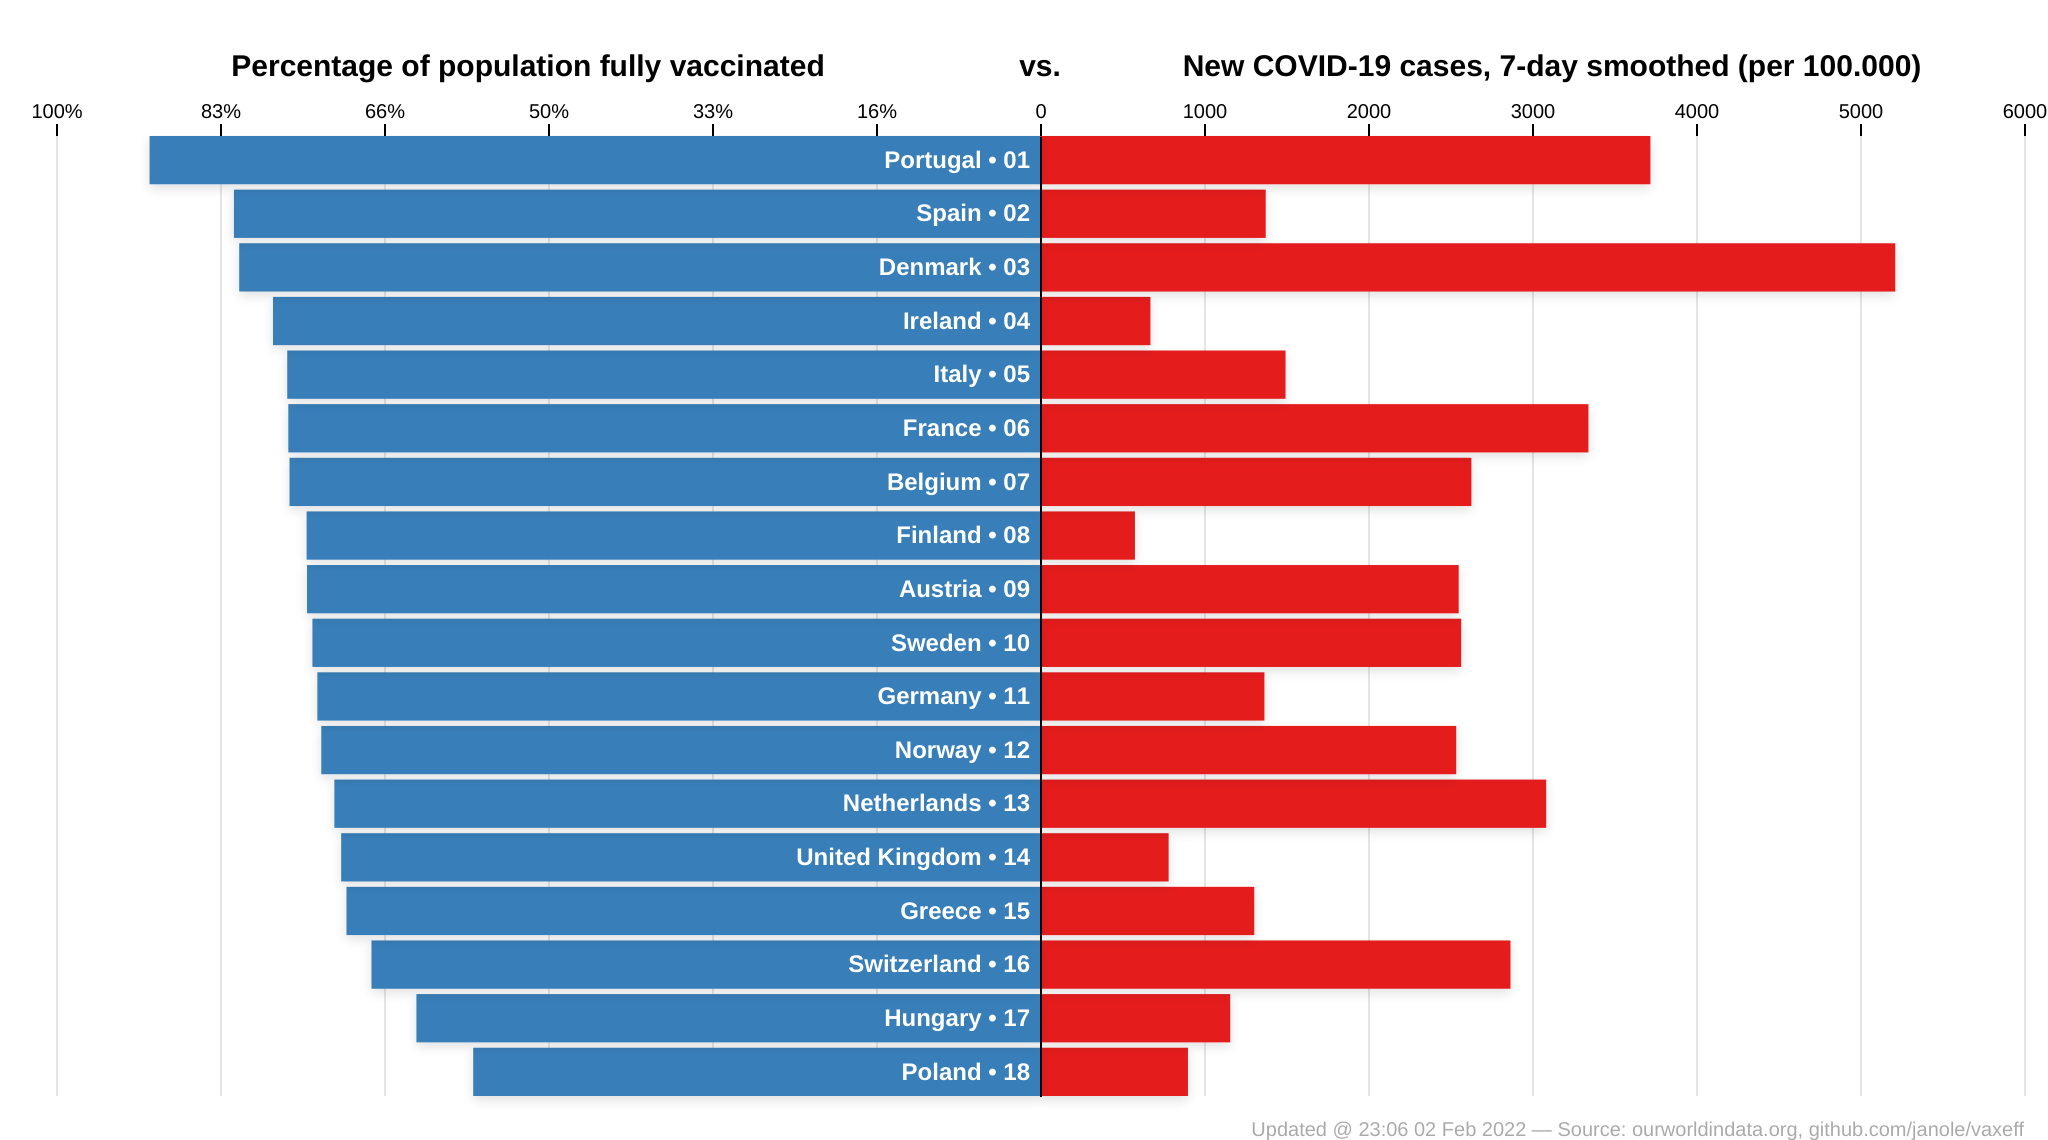 Percentage of population fully vaccinated vs. New COVID-19 cases, 7-day smoothed (per 100.000)
100% 83% 66% 50% 33% 16% 0 1000 2000 3000 4000 5000 6000
Portugal • 01
Spain • 02
Denmark • 03
Ireland • 04
Italy • 05
France • 06
Belgium • 07
Finland • 08
Austria • 09
Sweden • 10
Germany • 11
Norway • 12
Netherlands • 13
United Kingdom • 14
Greece • 15
Switzerland • 16
Hungary • 17
Poland • 18
Updated @ 23:06 02 Feb 2022 — Source: ourworldindata.org, github.com/janole/vaxeff